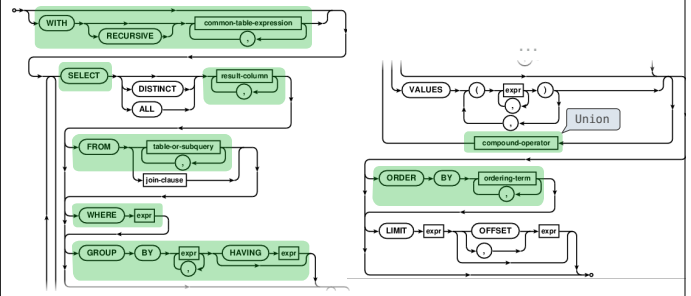 WITH RECURSIVE common-table-expression ,
SELECT DISTINCT ALL result-column ,
FROM table-or-subquery , join-clause
WHERE expr
GROUP BY expr , HAVING expr
...
VALUES ( expr , ) ,
Union
compound-operator
ORDER BY ordering-term ,
LIMIT expr OFFSET , expr